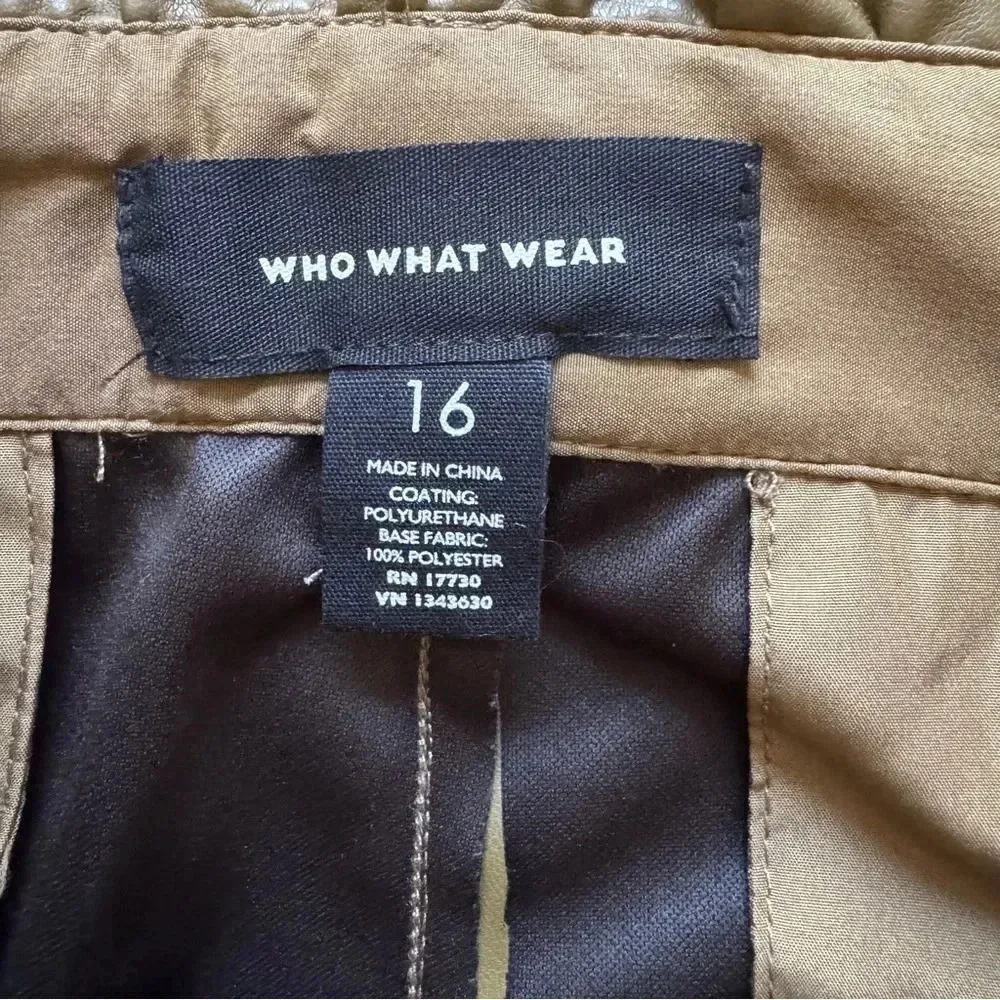 WHO WHAT WEAR
16
MADE IN CHINA
COATING:
POLYURETHANE
BASE FABRIC:
100% POLYESTER
RN 17730
VN 1343630